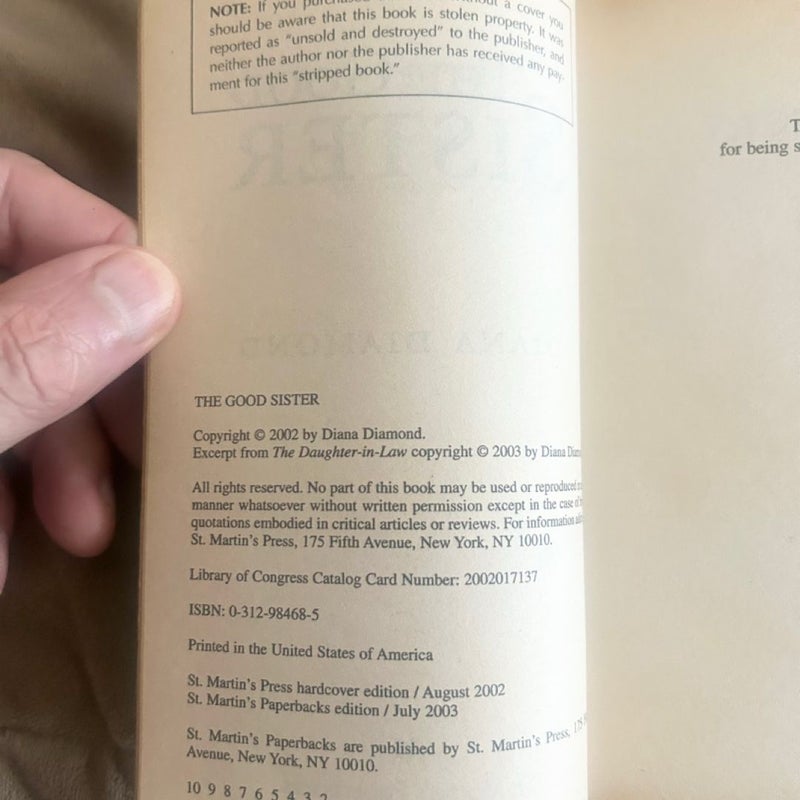 NOTE: If you purchased a cover you
should be aware that this book is stolen property. It was
reported as "unsold and destroyed" to the publisher, and
neither the author nor the publisher has received any pay-
ment for this "stripped book."
SISTER
DIANA DIAMOND
THE GOOD SISTER
Copyright © 2002 by Diana Diamond.
Excerpt from The Daughter-in-Law copyright © 2003 by Diana
All rights reserved. No part of this book may be used or reproduced
manner whatsoever without written permission except in the case of
quotations embodied in critical articles or reviews. For information
St. Martin's Press, 175 Fifth Avenue, New York, NY 10010.
Library of Congress Catalog Card Number: 2002017137
ISBN: 0-312-98468-5
Printed in the United States of America
St. Martin's Press hardcover edition / August 2002
St. Martin's Paperbacks edition / July 2003
St. Martin's Paperbacks are published by St. Martin's Press, 175
Avenue, New York, NY 10010.
10 9 8 7 6 5 4 3 2
for being